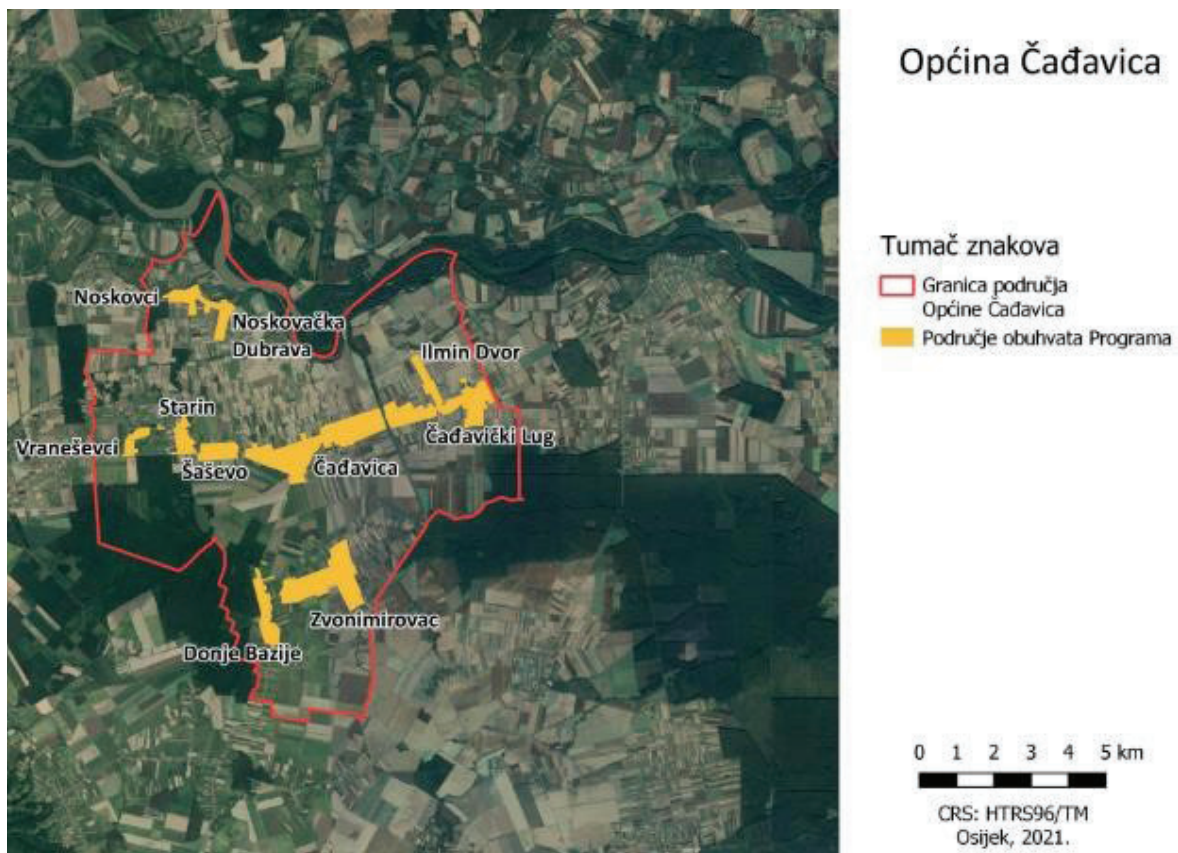 Općina Čađavica
Noskovci
Noskovačka
Dubrava
Ilmin Dvor
Starin
Vraneševci
Šaševo
Čađavica
Čađavički Lug
Zvonimirovac
Donje Bazije
Tumač znakova
Granica područja
Općine Čađavica
Područje obuhvata Programa
0 1 2 3 4 5 km
CRS: HTRS96/TM
Osijek, 2021.